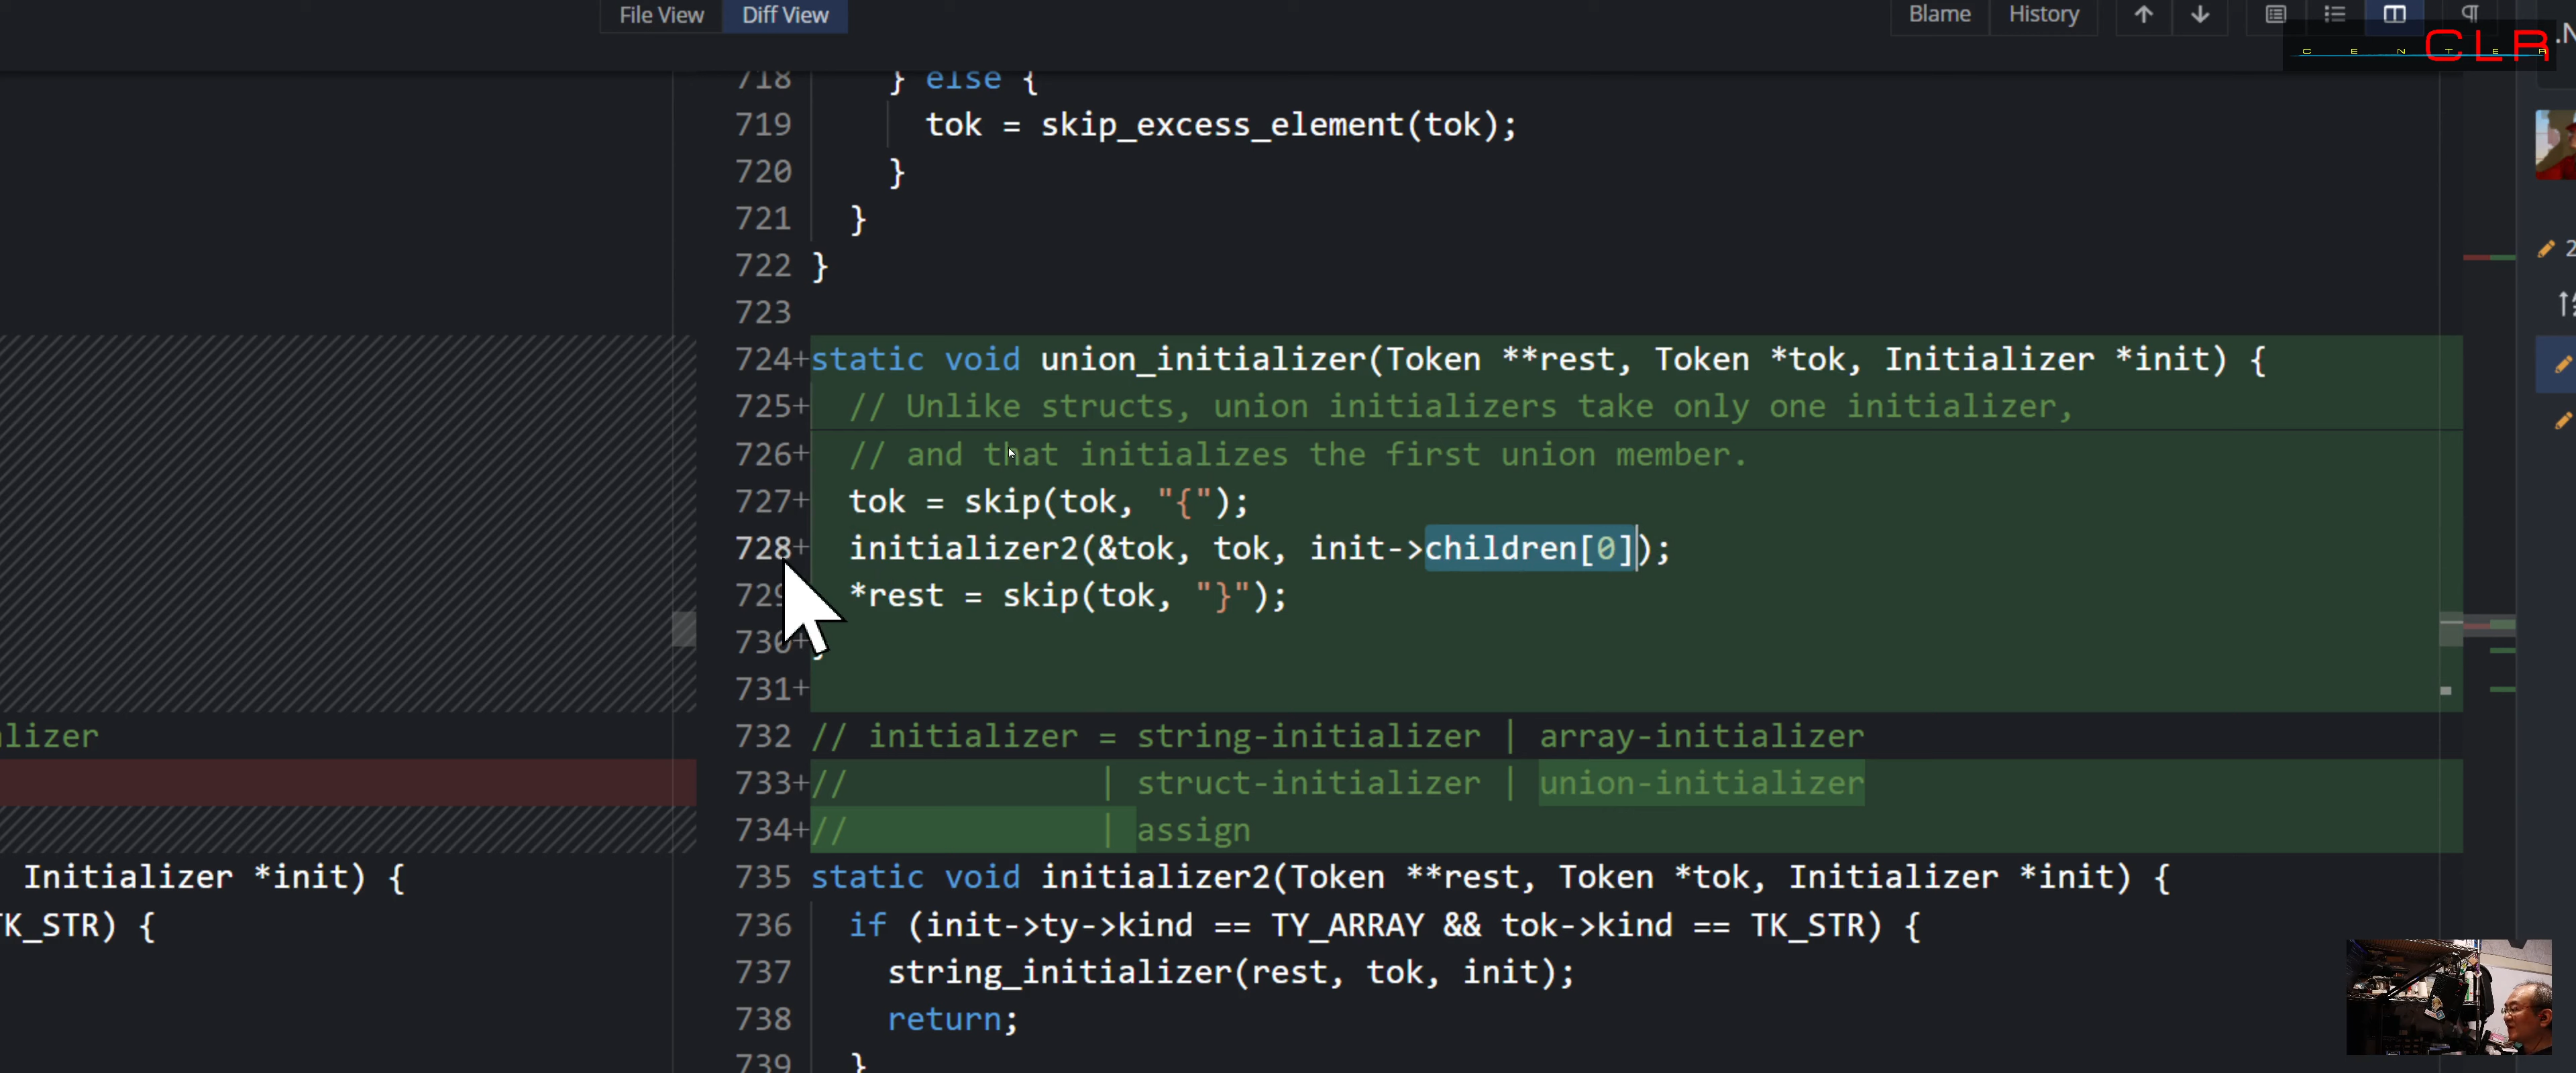 File View Diff View Blame History
CENTER CLR
718 } else {
719 tok = skip_excess_element(tok);
720 }
721 }
722 }
723
724+ static void union_initializer(Token **rest, Token *tok, Initializer *init) {
725+ // Unlike structs, union initializers take only one initializer,
726+ // and that initializes the first union member.
727+ tok = skip(tok, "{");
728+ initializer2(&tok, tok, init->children[0]);
729 *rest = skip(tok, "}");
730+
731+
732 // initializer = string-initializer | array-initializer
733+ // | struct-initializer | union-initializer
734+ // | assign
Initializer *init) {
735 static void initializer2(Token **rest, Token *tok, Initializer *init) {
TK_STR) {
736 if (init->ty->kind == TY_ARRAY && tok->kind == TK_STR) {
737 string_initializer(rest, tok, init);
738 return;
739 }